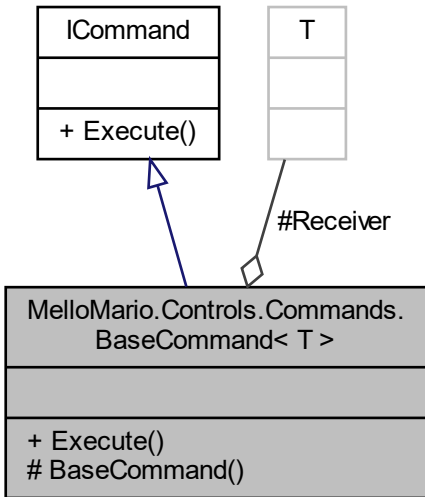 ICommand
+ Execute()
T
#Receiver
MelloMario.Controls.Commands.
BaseCommand< T >
+ Execute()
# BaseCommand()